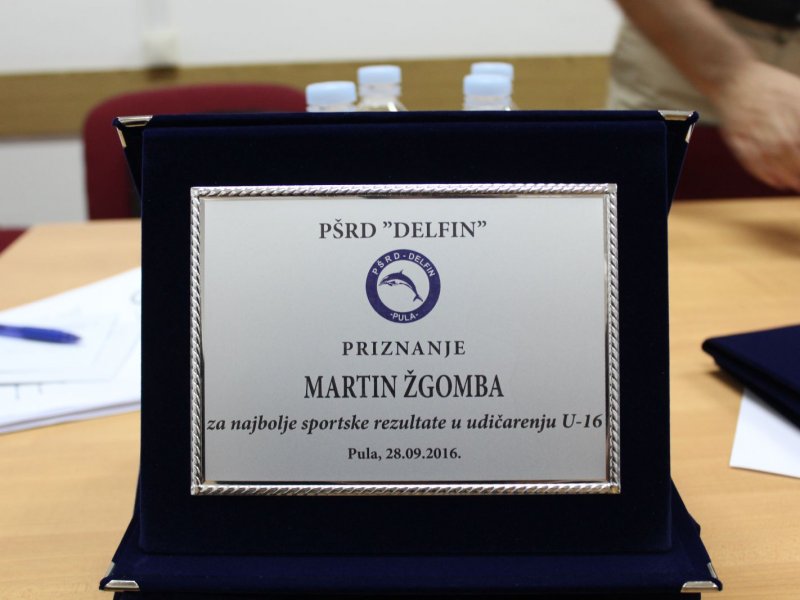 PŠRD ”DELFIN”
PŠRD-DELFIN
-PULA-
PRIZNANJE
MARTIN ŽGOMBA
za najbolje sportske rezultate u udičarenju U-16
Pula, 28.09.2016.